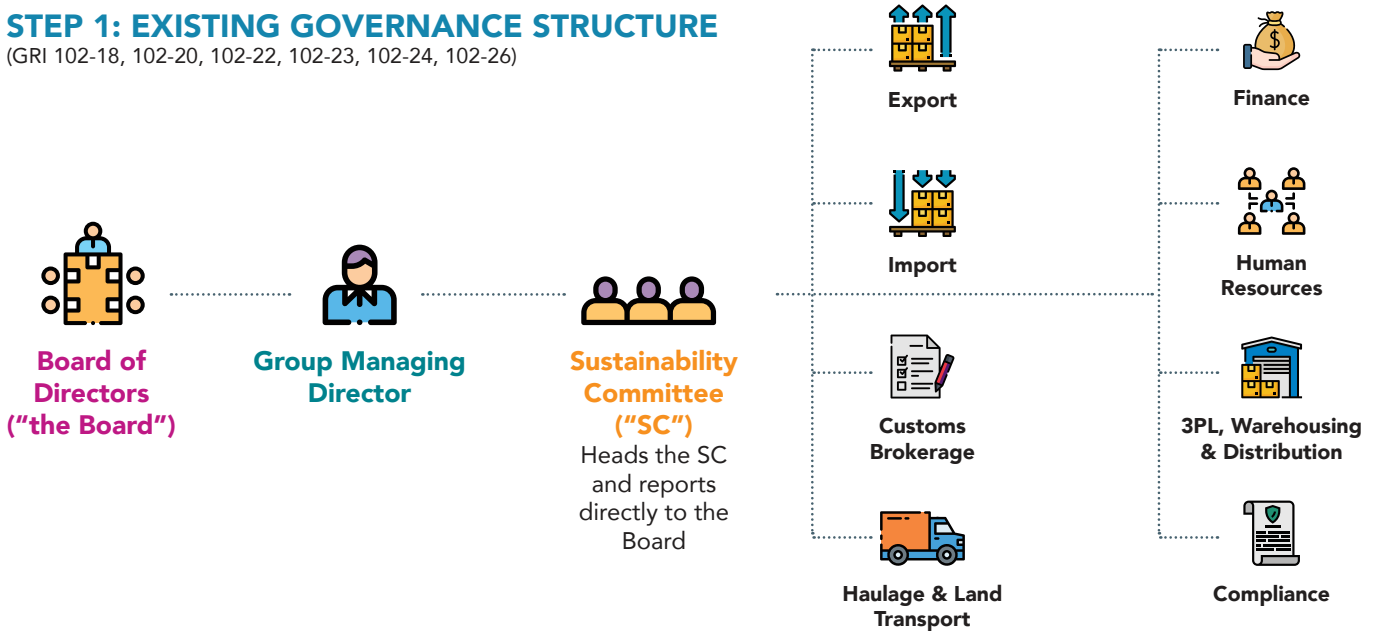 STEP 1: EXISTING GOVERNANCE STRUCTURE
(GRI 102-18, 102-20, 102-22, 102-23, 102-24, 102-26)
Board of
Directors
(“the Board”)
Group Managing
Director
Sustainability
Committee
(“SC”)
Heads the SC
and reports
directly to the
Board
Export
Import
Customs
Brokerage
Haulage & Land
Transport
$
Finance
Human
Resources
3PL, Warehousing
& Distribution
Compliance